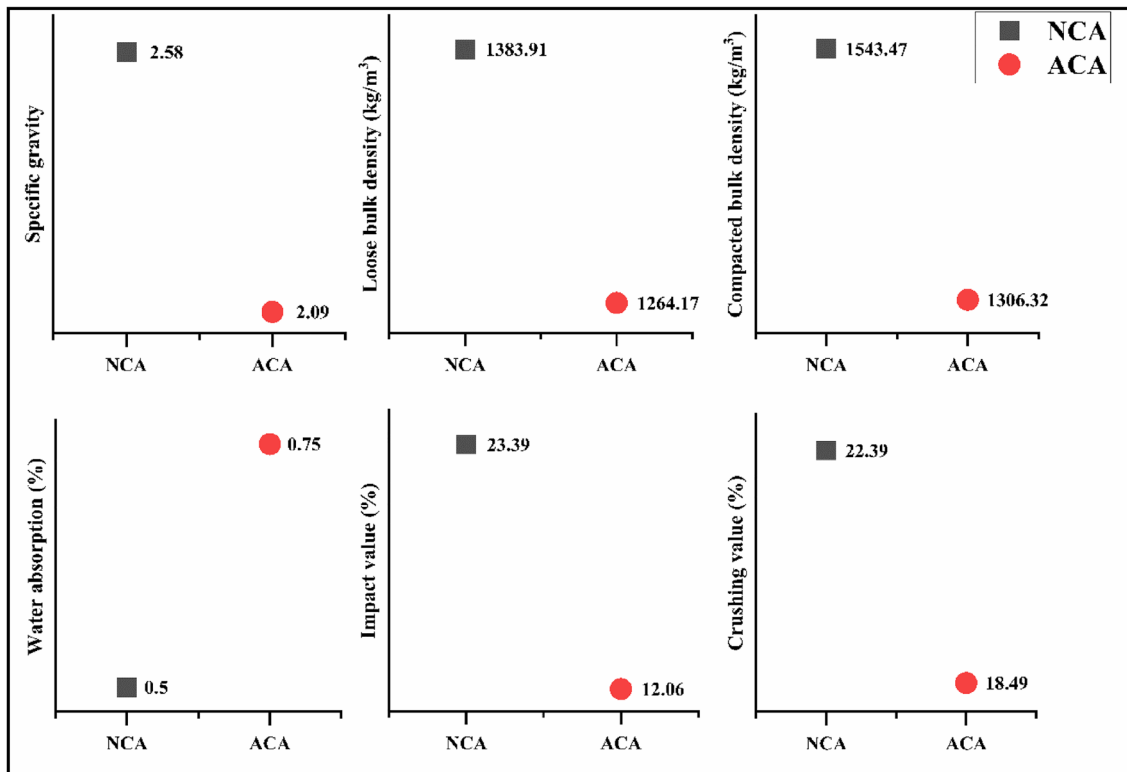 NCA
ACA
Specific gravity
2.58
2.09
NCA
ACA
Loose bulk density (kg/m³)
1383.91
1264.17
NCA
ACA
Compacted bulk density (kg/m³)
1543.47
1306.32
NCA
ACA
Water absorption (%)
0.75
0.5
NCA
ACA
Impact value (%)
23.39
12.06
NCA
ACA
Crushing value (%)
22.39
18.49
NCA
ACA